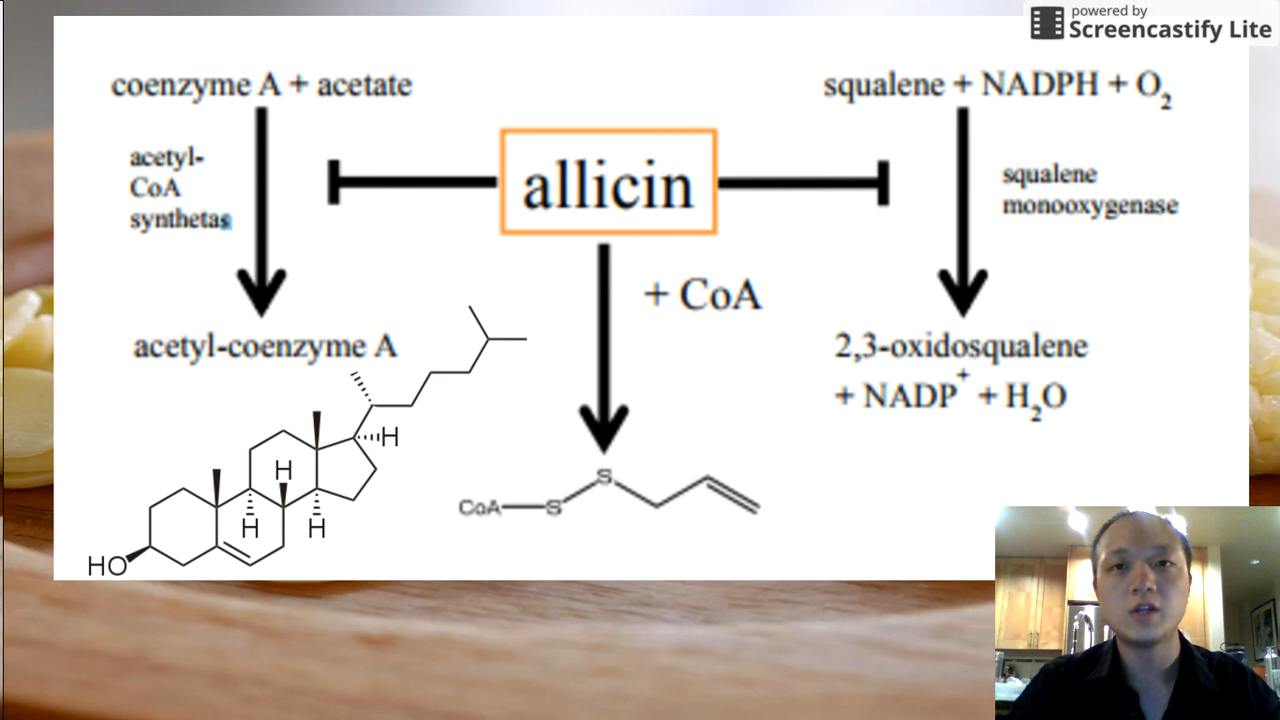 powered by
Screencastify Lite
coenzyme A + acetate
squalene + NADPH + O2
acetyl-
CoA
synthetas
allicin
squalene
monooxygenase
+ CoA
acetyl-coenzyme A
2,3-oxidosqualene
+ NADP+ + H2O
H
H
H
H
HO
CoA
S
S